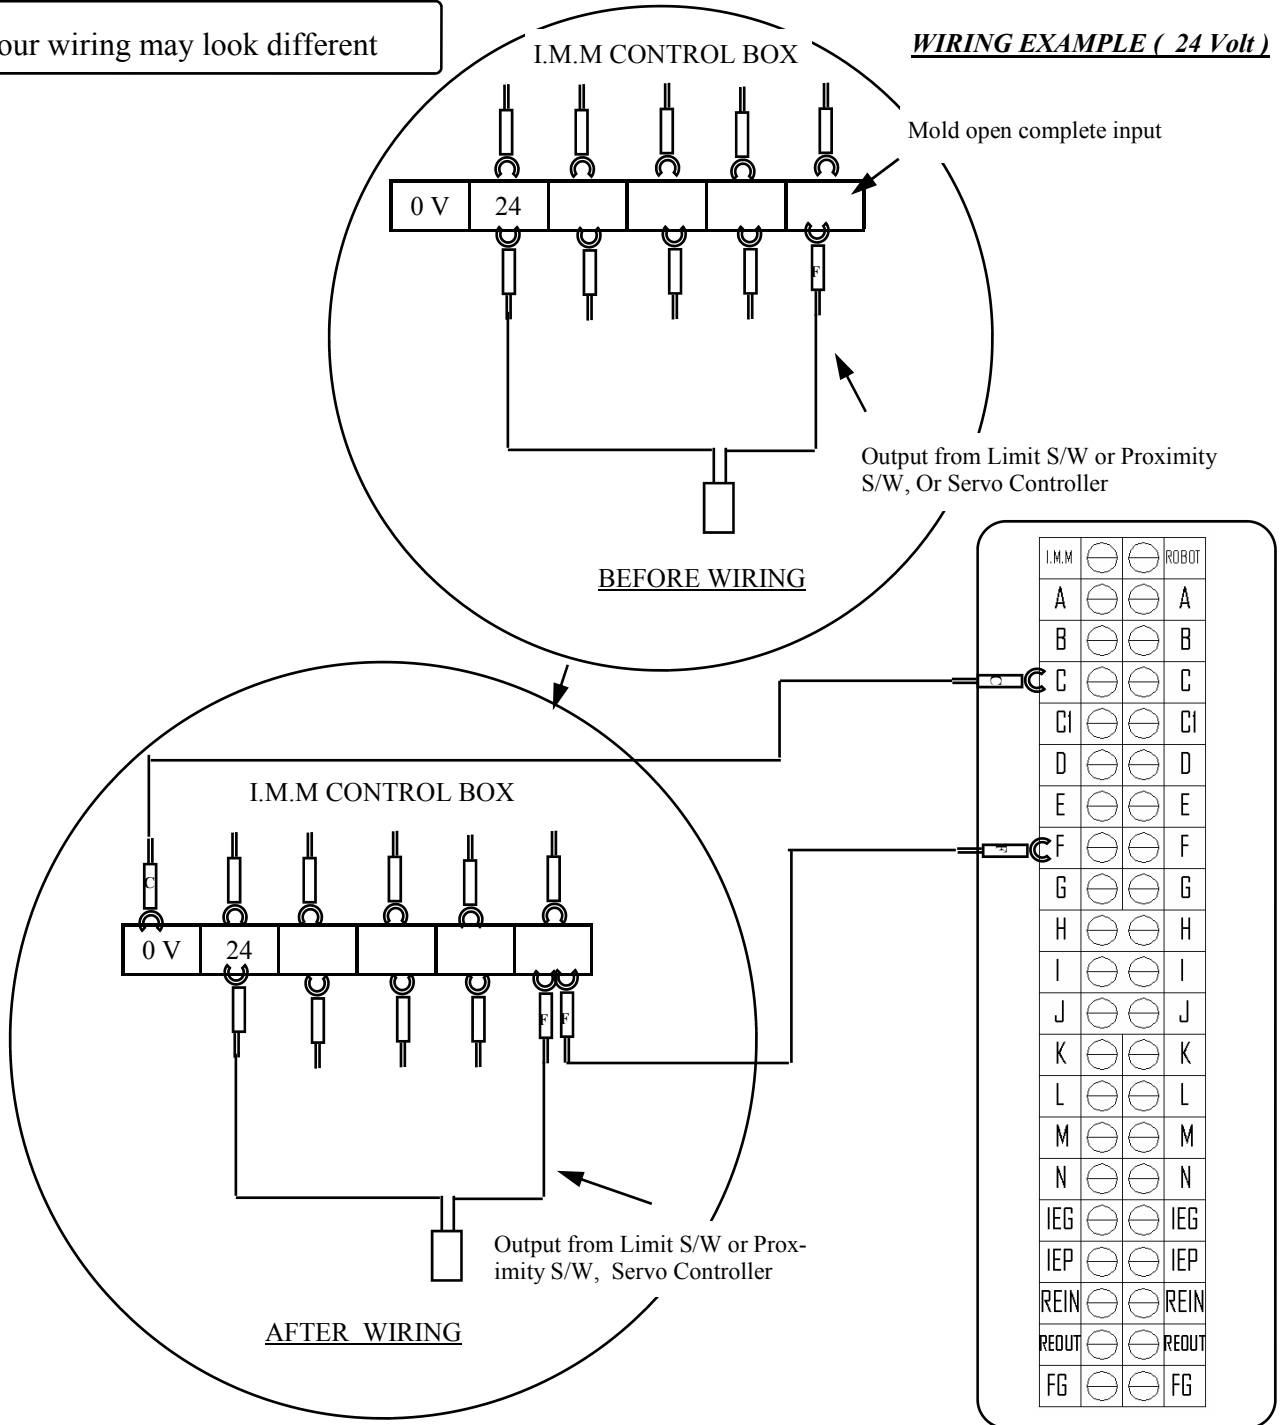 our wiring may look different
WIRING EXAMPLE ( 24 Volt )
I.M.M CONTROL BOX
Mold open complete input
0 V 24
F
Output from Limit S/W or Proximity
S/W, Or Servo Controller
BEFORE WIRING
I.M.M ROBOT
A A
B B
C C C
C1 C1
D D
E E
F F F
G G
H H
I I
J J
K K
L L
M M
N N
IEG IEG
IEP IEP
REIN REIN
REOUT REOUT
FG FG
I.M.M CONTROL BOX
C
0 V 24
F F
Output from Limit S/W or Prox-
imity S/W, Servo Controller
AFTER WIRING